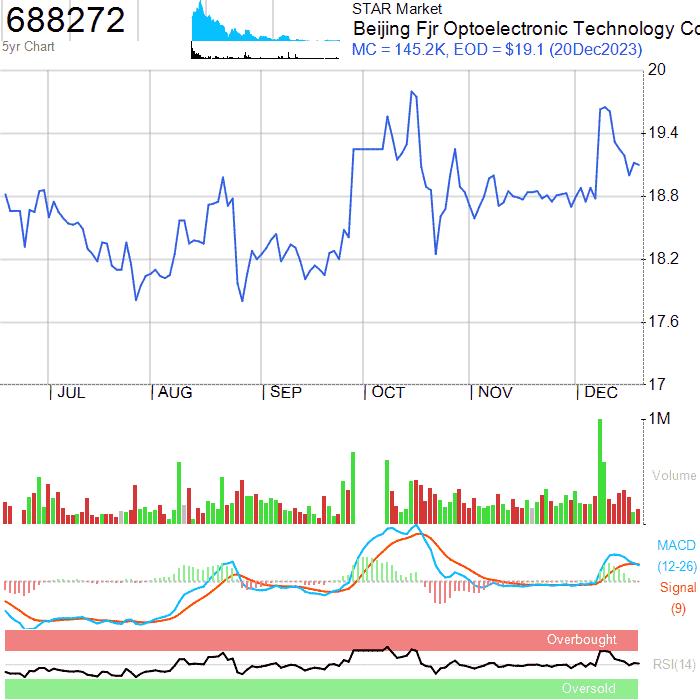 688272
5yr Chart
STAR Market
Beijing Fjr Optoelectronic Technology Co
MC = 145.2K, EOD = $19.1 (20Dec2023)
20
19.4
18.8
18.2
17.6
17
JUL AUG SEP OCT NOV DEC
1M
Volume
MACD
(12-26)
Signal
(9)
Overbought
RSI(14)
Oversold